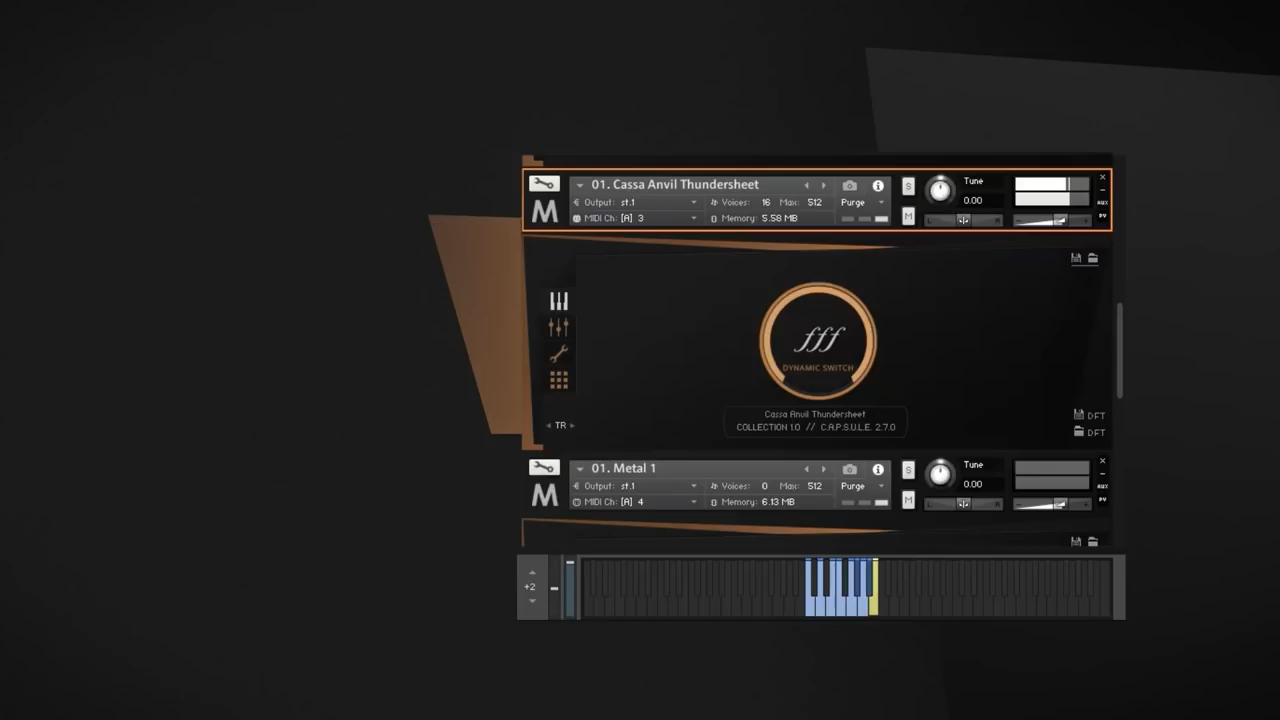 01. Cassa Anvil Thundersheet
Output: st.1 Voices: 16 Max: 512 Purge
MIDI Ch: [A] 3 Memory: 5.58 MB
S
M
Tune
0.00
L R
AUX
PV
fff
DYNAMIC SWITCH
Cassa Anvil Thundersheet
COLLECTION 1.0 // C.A.P.S.U.L.E. 2.7.0
TR
DFT
DFT
01. Metal 1
Output: st.1 Voices: 0 Max: 512 Purge
MIDI Ch: [A] 4 Memory: 6.13 MB
S
M
Tune
0.00
L R
AUX
PV
+2